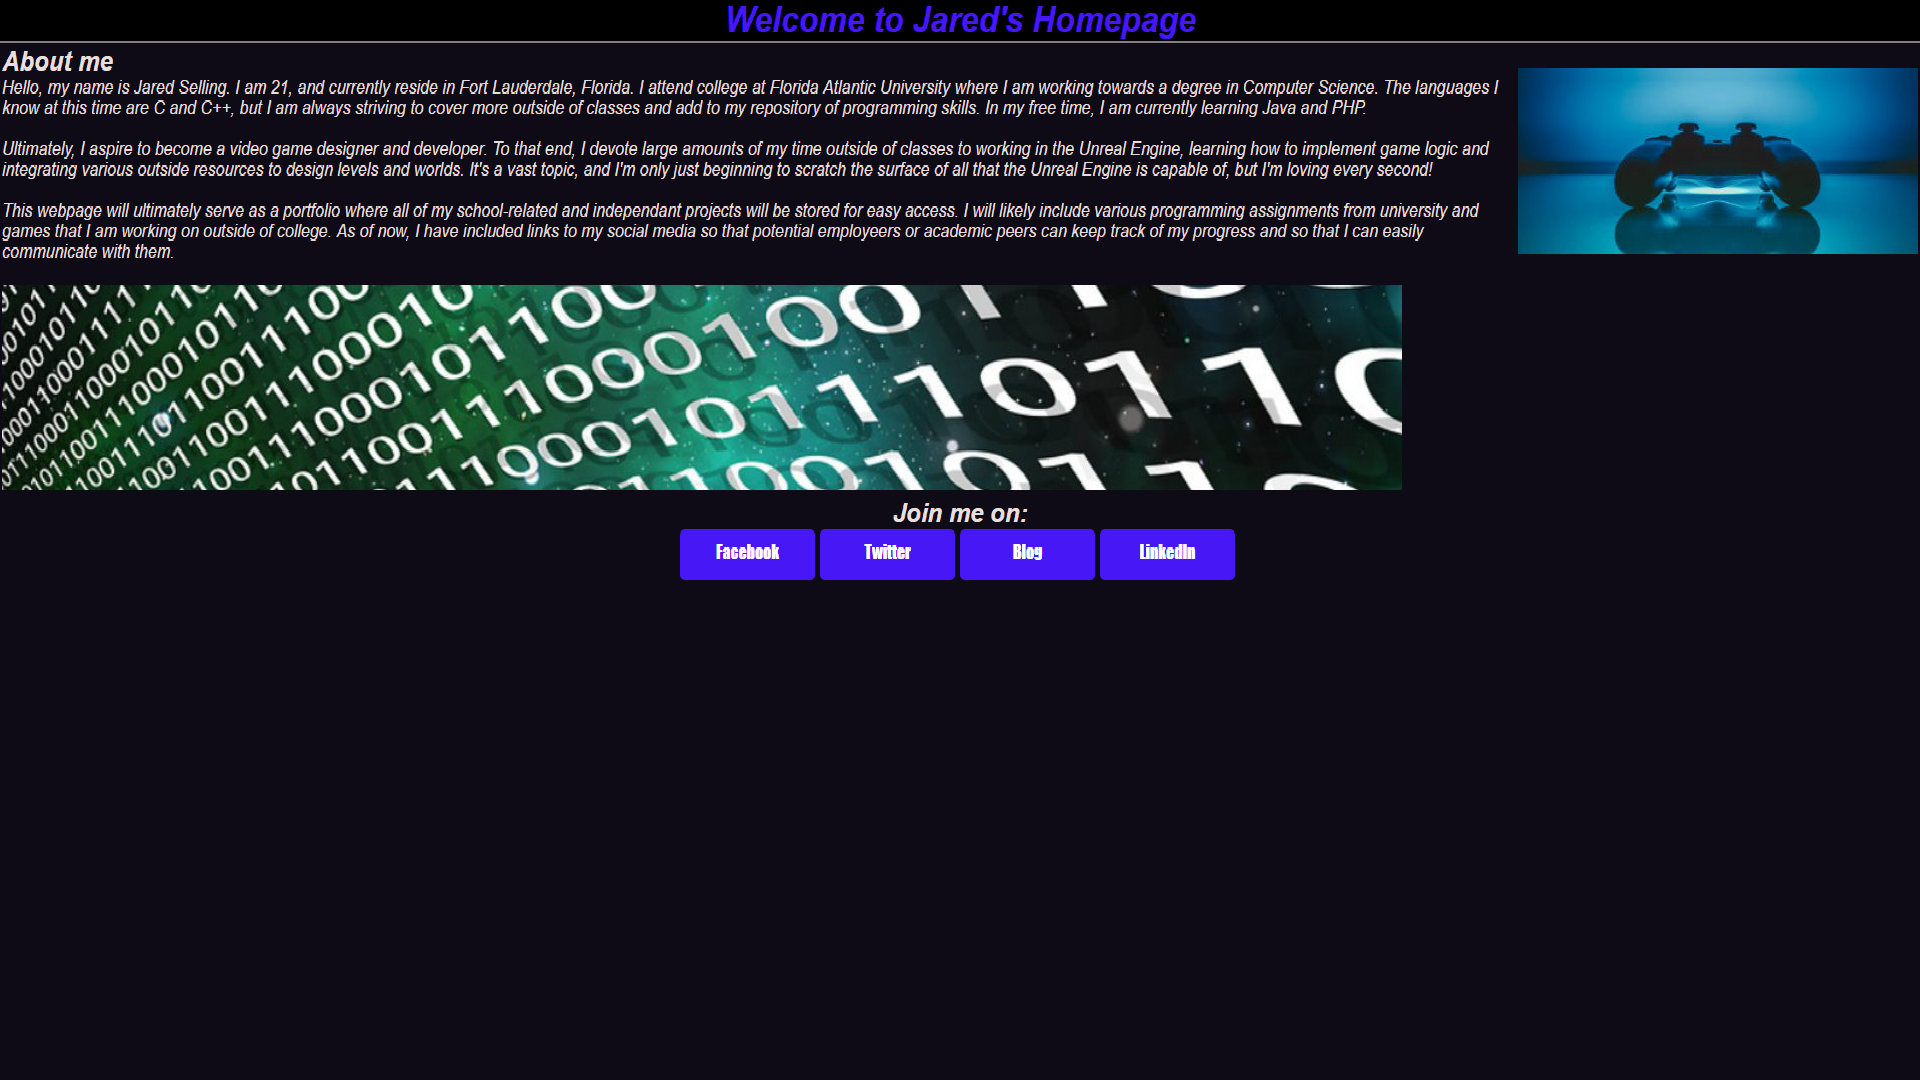 Welcome to Jared's Homepage
About me
Hello, my name is Jared Selling. I am 21, and currently reside in Fort Lauderdale, Florida. I attend college at Florida Atlantic University where I am working towards a degree in Computer Science. The languages I
know at this time are C and C++, but I am always striving to cover more outside of classes and add to my repository of programming skills. In my free time, I am currently learning Java and PHP.
Ultimately, I aspire to become a video game designer and developer. To that end, I devote large amounts of my time outside of classes to working in the Unreal Engine, learning how to implement game logic and
integrating various outside resources to design levels and worlds. It's a vast topic, and I'm only just beginning to scratch the surface of all that the Unreal Engine is capable of, but I'm loving every second!
This webpage will ultimately serve as a portfolio where all of my school-related and independant projects will be stored for easy access. I will likely include various programming assignments from university and
games that I am working on outside of college. As of now, I have included links to my social media so that potential employeers or academic peers can keep track of my progress and so that I can easily
communicate with them.
Join me on:
Facebook
Twitter
Blog
LinkedIn